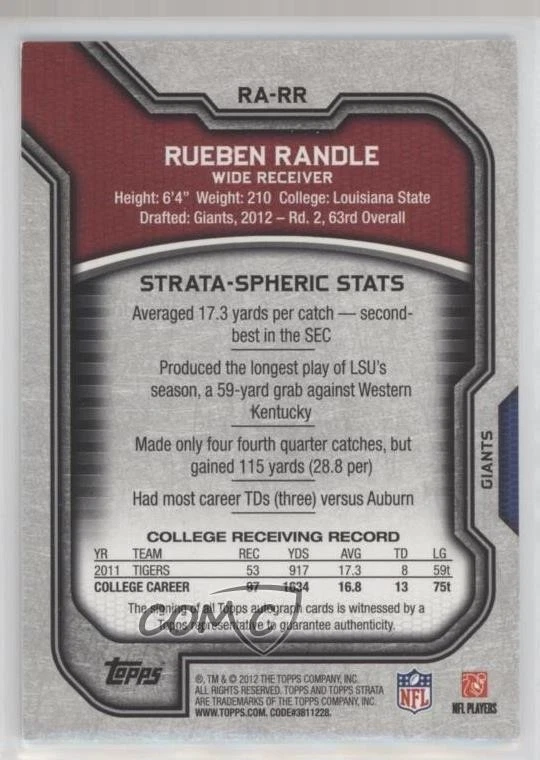 RA-RR
RUEBEN RANDLE
WIDE RECEIVER
Height: 6'4" Weight: 210 College: Louisiana State
Drafted: Giants, 2012 – Rd. 2, 63rd Overall
STRATA-SPHERIC STATS
Averaged 17.3 yards per catch — second-
best in the SEC
Produced the longest play of LSU's
season, a 59-yard grab against Western
Kentucky
Made only four fourth quarter catches, but
gained 115 yards (28.8 per)
Had most career TDs (three) versus Auburn
GIANTS
COLLEGE RECEIVING RECORD
YR TEAM REC YDS AVG TD LG
2011 TIGERS 53 917 17.3 8 59t
COLLEGE CAREER 97 1634 16.8 13 75t
The signing of all Topps autograph cards is witnessed by a
Topps representative to guarantee authenticity.
COMC
Topps
®, TM & © 2012 THE TOPPS COMPANY, INC.
ALL RIGHTS RESERVED. TOPPS AND TOPPS STRATA
ARE TRADEMARKS OF THE TOPPS COMPANY, INC.
WWW.TOPPS.COM. CODE#3811228.
NFL
NFL PLAYERS